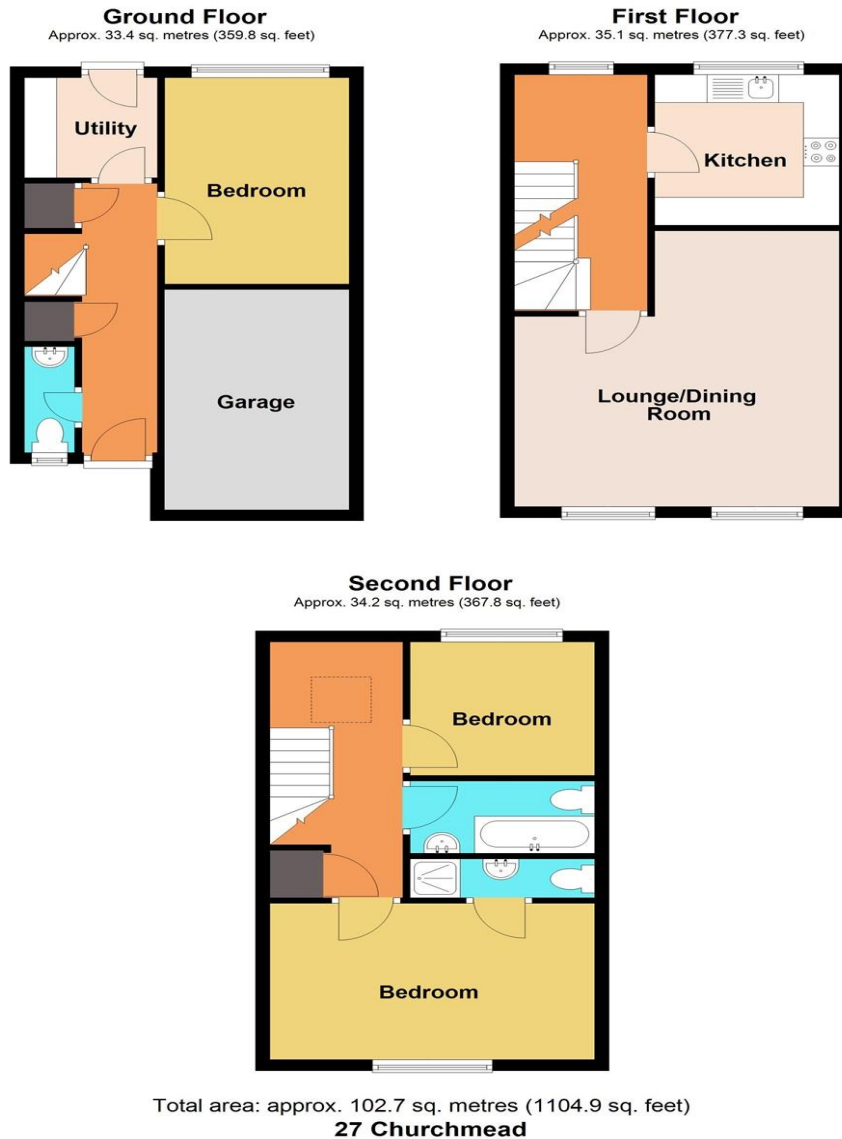 Ground Floor
Approx. 33.4 sq. metres (359.8 sq. feet)
Utility
Bedroom
Garage
First Floor
Approx. 35.1 sq. metres (377.3 sq. feet)
Kitchen
Lounge/Dining
Room
Second Floor
Approx. 34.2 sq. metres (367.8 sq. feet)
Bedroom
Bedroom
Total area: approx. 102.7 sq. metres (1104.9 sq. feet)
27 Churchmead